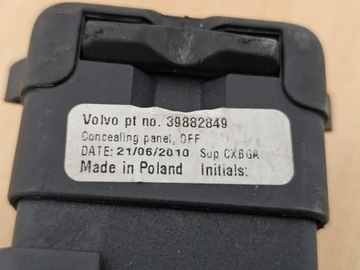 Volvo pt no. 39882849
Concealing panel, OFF
DATE: 21/06/2010 Sup CXBGA
Made in Poland Initials: